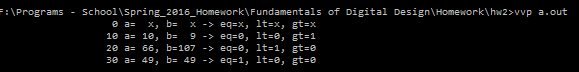 F:\Programs - School\Spring_2016_Homework\Fundamentals of Digital Design\Homework\hw2>vvp a.out
0 a=  x, b=  x -> eq=x, lt=x, gt=x
10 a= 10, b=  9 -> eq=0, lt=0, gt=1
20 a= 66, b=107 -> eq=0, lt=1, gt=0
30 a= 49, b= 49 -> eq=1, lt=0, gt=0